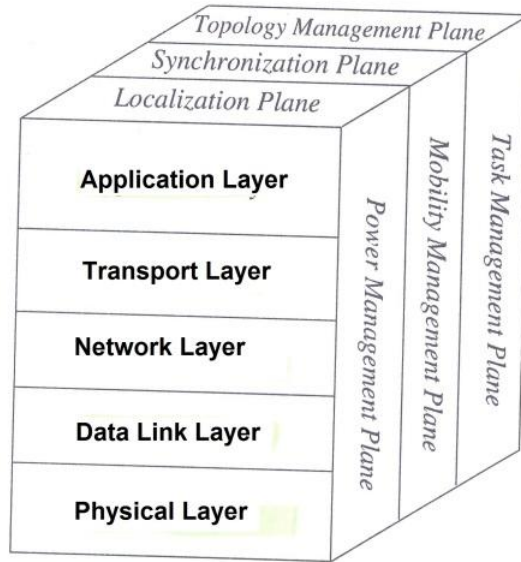 Topology Management Plane
Synchronization Plane
Localization Plane
Application Layer
Transport Layer
Network Layer
Data Link Layer
Physical Layer
Power Management Plane
Mobility Management Plane
Task Management Plane